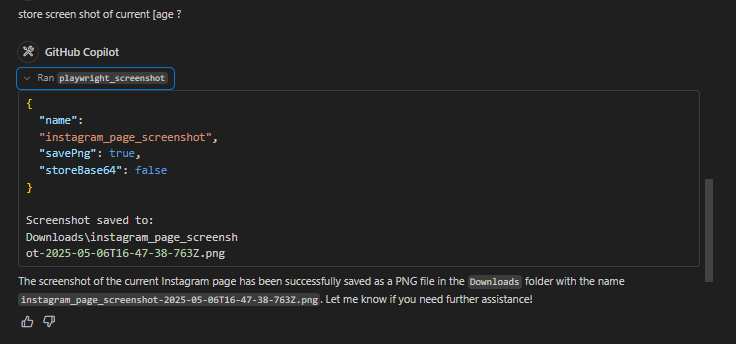 store screen shot of current [age ?
GitHub Copilot
Ran playwright_screenshot
{
"name":
"instagram_page_screenshot",
"savePng": true,
"storeBase64": false
}
Screenshot saved to:
Downloads\instagram_page_screensh
ot-2025-05-06T16-47-38-763Z.png
The screenshot of the current Instagram page has been successfully saved as a PNG file in the Downloads folder with the name
instagram_page_screenshot-2025-05-06T16-47-38-763Z.png. Let me know if you need further assistance!